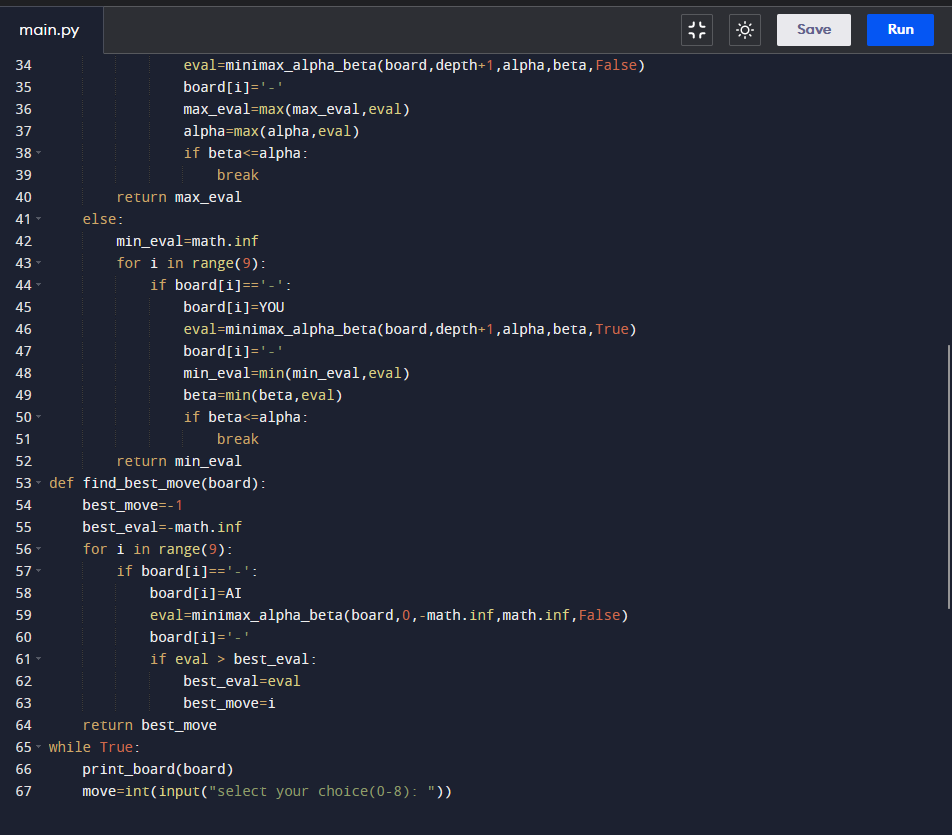 main.py
Save
Run
34 eval=minimax_alpha_beta(board,depth+1,alpha,beta,False)
35 board[i]='-'
36 max_eval=max(max_eval,eval)
37 alpha=max(alpha,eval)
38 if beta<=alpha:
39 break
40 return max_eval
41 else:
42 min_eval=math.inf
43 for i in range(9):
44 if board[i]=='-':
45 board[i]=YOU
46 eval=minimax_alpha_beta(board,depth+1,alpha,beta,True)
47 board[i]='-'
48 min_eval=min(min_eval,eval)
49 beta=min(beta,eval)
50 if beta<=alpha:
51 break
52 return min_eval
53 def find_best_move(board):
54 best_move=-1
55 best_eval=-math.inf
56 for i in range(9):
57 if board[i]=='-':
58 board[i]=AI
59 eval=minimax_alpha_beta(board,0,-math.inf,math.inf,False)
60 board[i]='-'
61 if eval > best_eval:
62 best_eval=eval
63 best_move=i
64 return best_move
65 while True:
66 print_board(board)
67 move=int(input("select your choice(0-8): "))